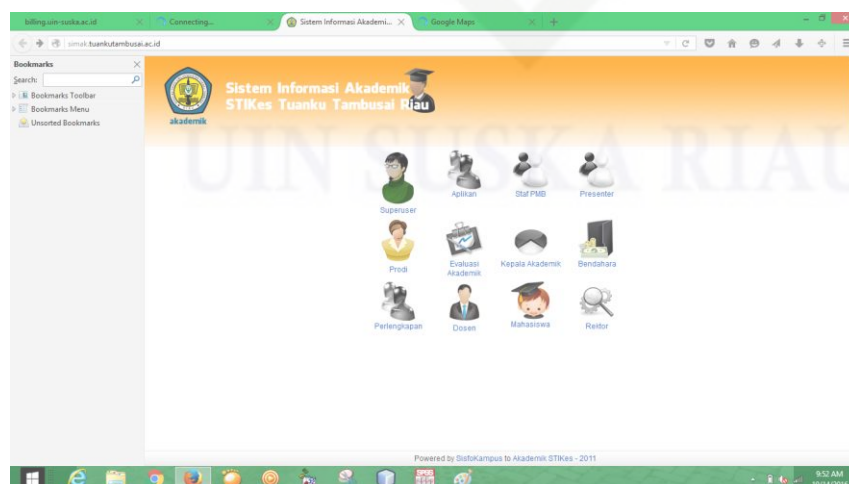 billing.uin-suska.ac.id
Connecting...
Sistem Informasi Akademi...
Google Maps
simak.tuankutambusai.ac.id
Bookmarks
Search:
Bookmarks Toolbar
Bookmarks Menu
Unsorted Bookmarks
Sistem Informasi Akademik
STIKes Tuanku Tambusai Riau
akademik
UIN SUSKA RIAU
Superuser
Aplikan
Staf PMB
Presenter
Prodi
Evaluasi
Akademik
Kepala Akademik
Bendahara
Perlengkapan
Dosen
Mahasiswa
Rektor
Powered by SisfoKampus to Akademik STIKes - 2011
9:52 AM